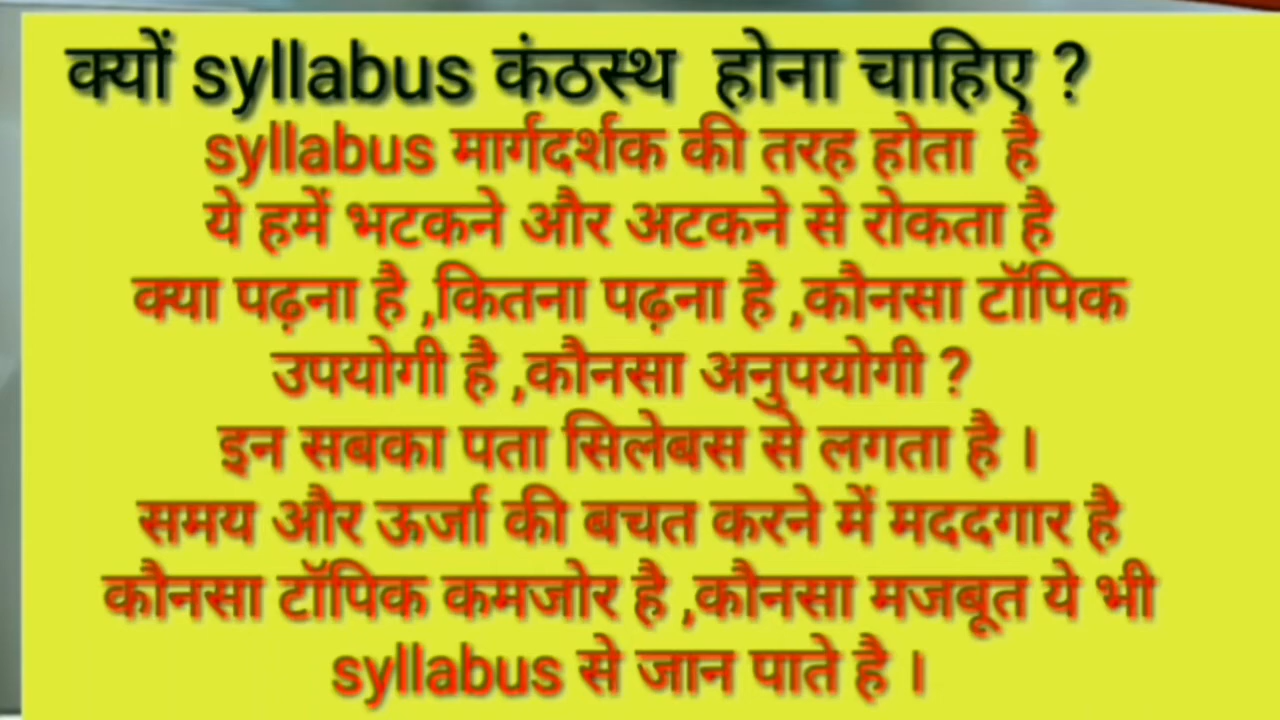 क्यों syllabus कंठस्थ होना चाहिए ?
syllabus मार्गदर्शक की तरह होता है
ये हमें भटकने और अटकने से रोकता है
क्या पढ़ना है ,कितना पढ़ना है ,कौनसा टॉपिक
उपयोगी है ,कौनसा अनुपयोगी ?
इन सबका पता सिलेबस से लगता है ।
समय और ऊर्जा की बचत करने में मददगार है
कौनसा टॉपिक कमजोर है ,कौनसा मजबूत ये भी
syllabus से जान पाते है ।